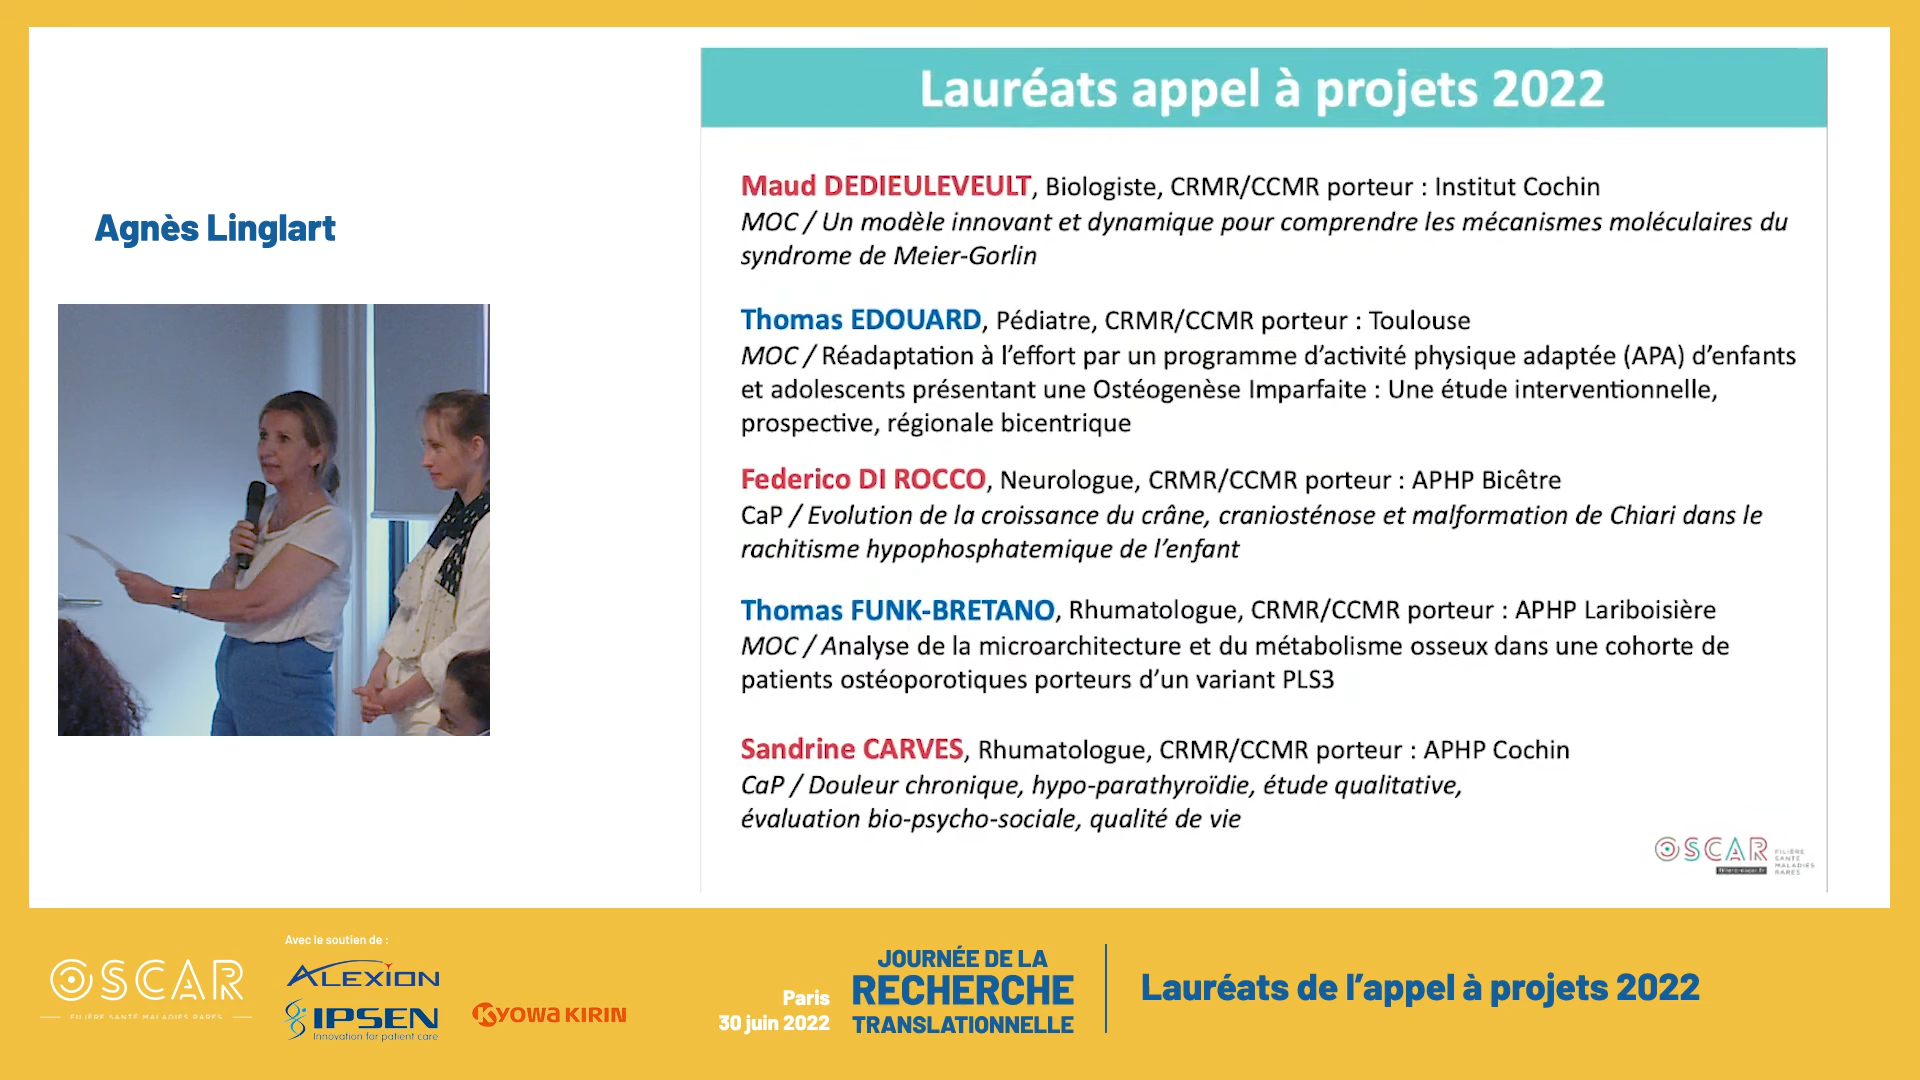 Lauréats appel à projets 2022
Agnès Linglart
Maud DEDIEULEVEULT, Biologiste, CRMR/CCMR porteur : Institut Cochin
MOC / Un modèle innovant et dynamique pour comprendre les mécanismes moléculaires du
syndrome de Meier-Gorlin
Thomas EDOUARD, Pédiatre, CRMR/CCMR porteur : Toulouse
MOC / Réadaptation à l’effort par un programme d’activité physique adaptée (APA) d’enfants
et adolescents présentant une Ostéogenèse Imparfaite : Une étude interventionnelle,
prospective, régionale bicentrique
Federico DI ROCCO, Neurologue, CRMR/CCMR porteur : APHP Bicêtre
CaP / Evolution de la croissance du crâne, craniosténose et malformation de Chiari dans le
rachitisme hypophosphatemique de l’enfant
Thomas FUNK-BRETANO, Rhumatologue, CRMR/CCMR porteur : APHP Lariboisière
MOC / Analyse de la microarchitecture et du métabolisme osseux dans une cohorte de
patients ostéoporotiques porteurs d’un variant PLS3
Sandrine CARVES, Rhumatologue, CRMR/CCMR porteur : APHP Cochin
CaP / Douleur chronique, hypo-parathyroïdie, étude qualitative,
évaluation bio-psycho-sociale, qualité de vie
OSCAR
FILIÈRE
SANTÉ
MALADIES
RARES
filiere-oscar.fr
OSCAR
FILIÈRE SANTÉ MALADIES RARES
Avec le soutien de :
ALEXION
IPSEN
Innovation for patient care
KYOWA KIRIN
Paris
30 juin 2022
JOURNÉE DE LA
RECHERCHE
TRANSLATIONNELLE
Lauréats de l’appel à projets 2022